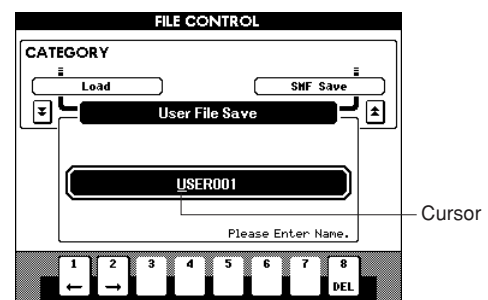 FILE CONTROL
CATEGORY
Load SMF Save
User File Save
USER001
Cursor
Please Enter Name.
1 2 3 4 5 6 7 8
← → DEL